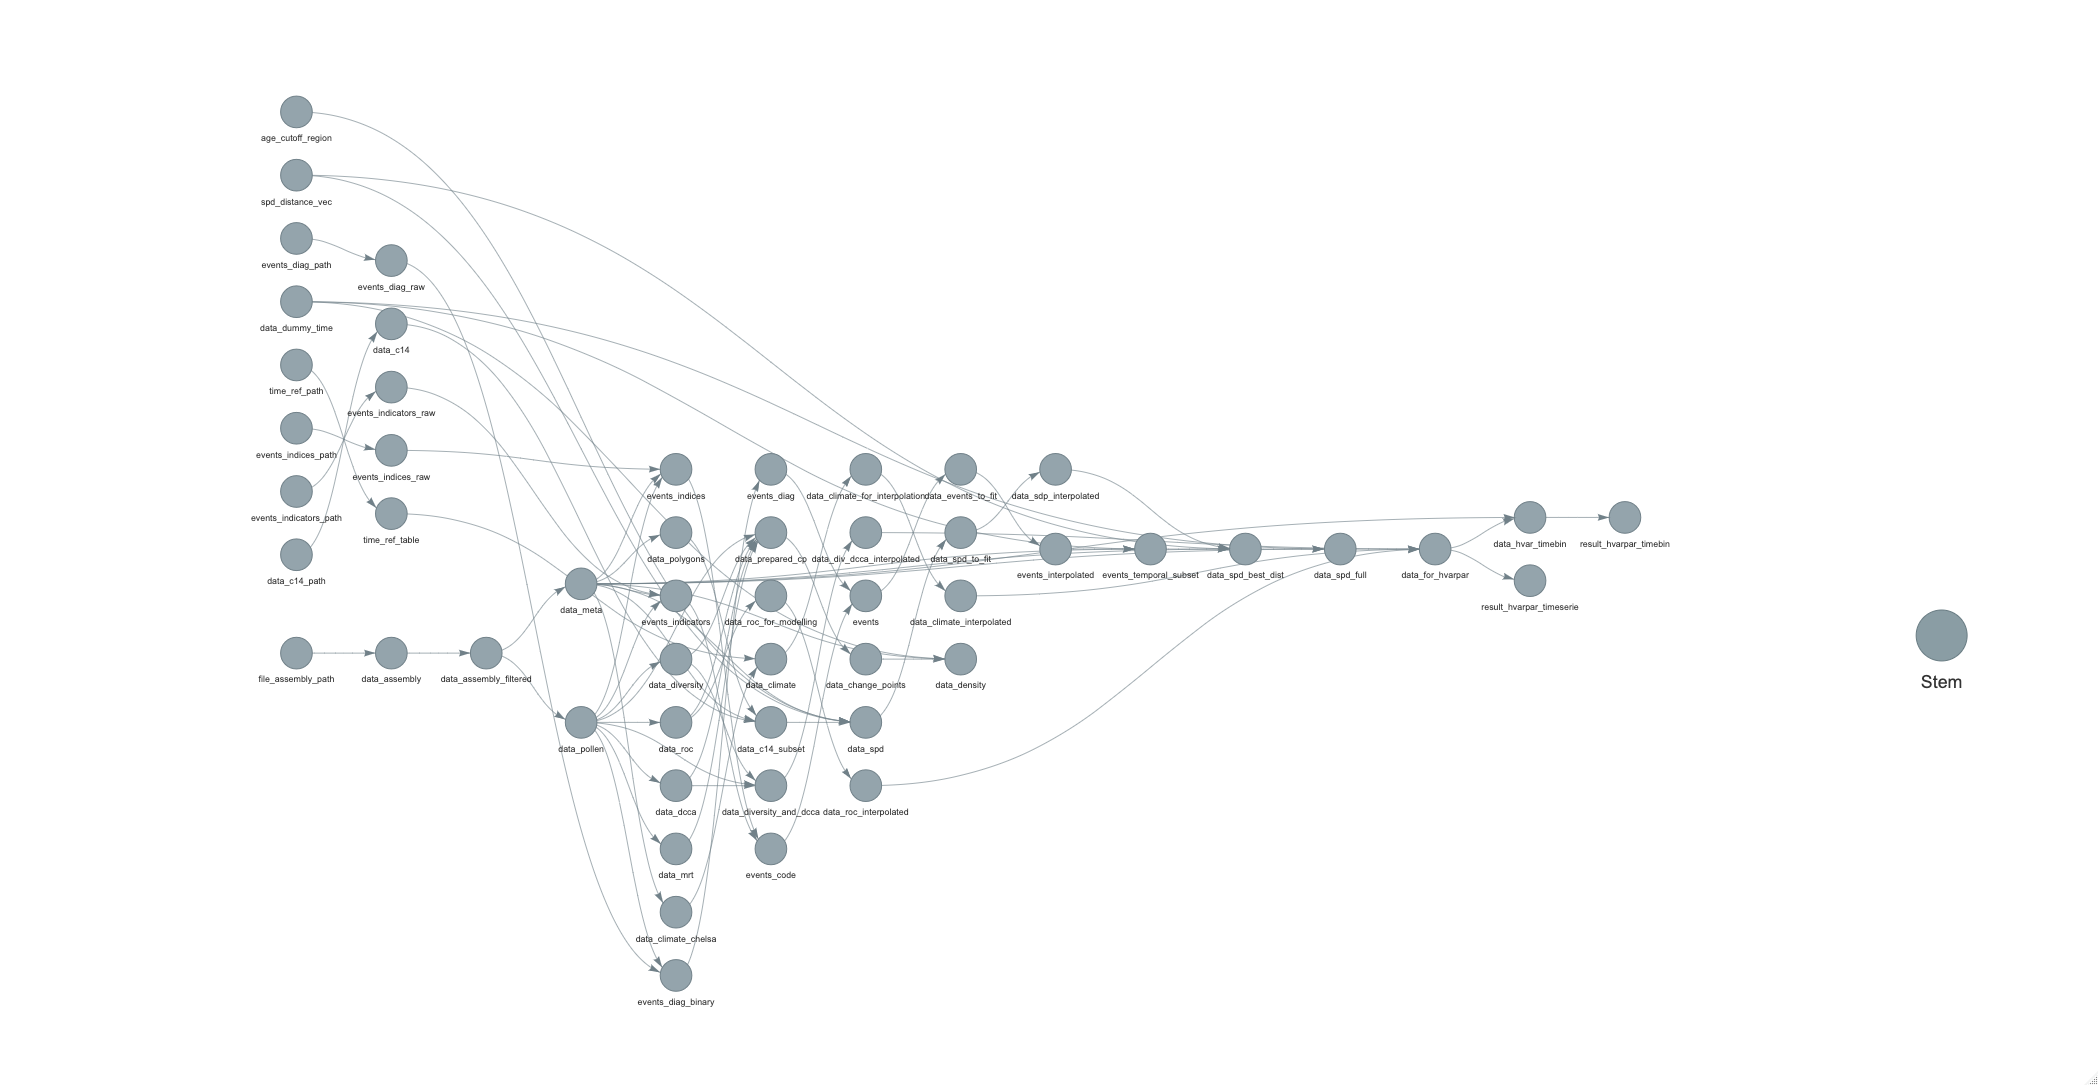 age_cutoff_region
spd_distance_vec
events_diag_path
events_diag_raw
data_dummy_time
data_c14
time_ref_path
events_indicators_raw
events_indices_path
events_indices_raw
events_indicators_path
time_ref_table
data_c14_path
file_assembly_path
data_assembly
data_assembly_filtered
data_meta
data_pollen
events_indices
data_polygons
events_indicators
data_diversity
data_roc
data_dcca
data_mrt
data_climate_chelsa
events_diag_binary
events_diag
data_prepared_cp
data_roc_for_modelling
data_climate
data_c14_subset
data_diversity_and_dcca
events_code
data_climate_for_interpolation
data_div_dcca_interpolated
events
data_change_points
data_spd
data_roc_interpolated
data_events_to_fit
data_spd_to_fit
data_climate_interpolated
data_density
data_sdp_interpolated
events_interpolated
events_temporal_subset
data_spd_best_dist
data_spd_full
data_for_hvarpar
data_hvar_timebin
result_hvarpar_timeserie
result_hvarpar_timebin
Stem